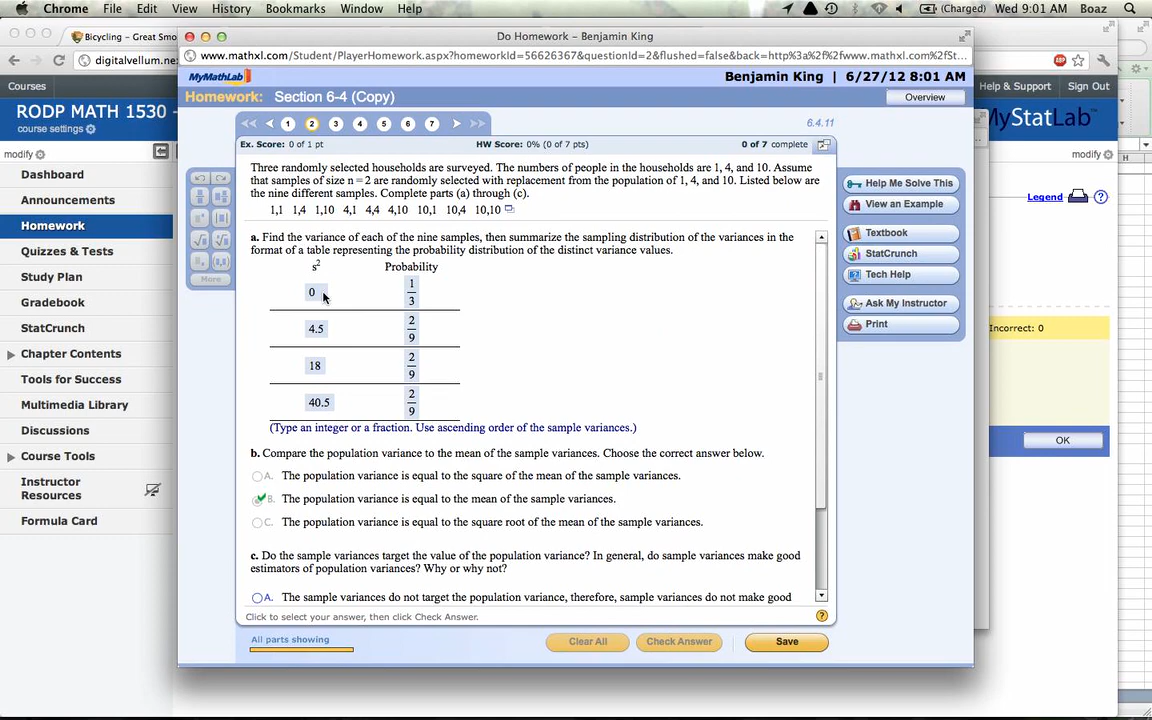 Chrome File Edit View History Bookmarks Window Help
(Charged) Wed 9:01 AM Boaz
Bicycling - Great Smo
Do Homework - Benjamin King
digitalvellum.ne
www.mathxl.com/Student/PlayerHomework.aspx?homeworkId=56626367&questionId=2&flushed=false&back=http%3a%2f%2fwww.mathxl.com%2fSt...
MyMathLab
Benjamin King | 6/27/12 8:01 AM
Courses
Help & Support
Sign Out
Homework: Section 6-4 (Copy)
Overview
RODP MATH 1530 -
course settings
MyStatLab
1 2 3 4 5 6 7
6.4.11
Ex. Score: 0 of 1 pt
HW Score: 0% (0 of 7 pts)
0 of 7 complete
modify
modify
Dashboard
Announcements
Homework
Quizzes & Tests
Study Plan
Gradebook
StatCrunch
Chapter Contents
Tools for Success
Multimedia Library
Discussions
Course Tools
Instructor
Resources
Formula Card
More
Three randomly selected households are surveyed. The numbers of people in the households are 1, 4, and 10. Assume
that samples of size n = 2 are randomly selected with replacement from the population of 1, 4, and 10. Listed below are
the nine different samples. Complete parts (a) through (c).
1,1 1,4 1,10 4,1 4,4 4,10 10,1 10,4 10,10
a. Find the variance of each of the nine samples, then summarize the sampling distribution of the variances in the
format of a table representing the probability distribution of the distinct variance values.
s2 Probability
0 1/3
4.5 2/9
18 2/9
40.5 2/9
(Type an integer or a fraction. Use ascending order of the sample variances.)
b. Compare the population variance to the mean of the sample variances. Choose the correct answer below.
A. The population variance is equal to the square of the mean of the sample variances.
B. The population variance is equal to the mean of the sample variances.
C. The population variance is equal to the square root of the mean of the sample variances.
c. Do the sample variances target the value of the population variance? In general, do sample variances make good
estimators of population variances? Why or why not?
A. The sample variances do not target the population variance, therefore, sample variances do not make good
Click to select your answer, then click Check Answer.
All parts showing
Clear All
Check Answer
Save
Help Me Solve This
View an Example
Textbook
StatCrunch
Tech Help
Ask My Instructor
Print
Legend
Incorrect: 0
OK
H